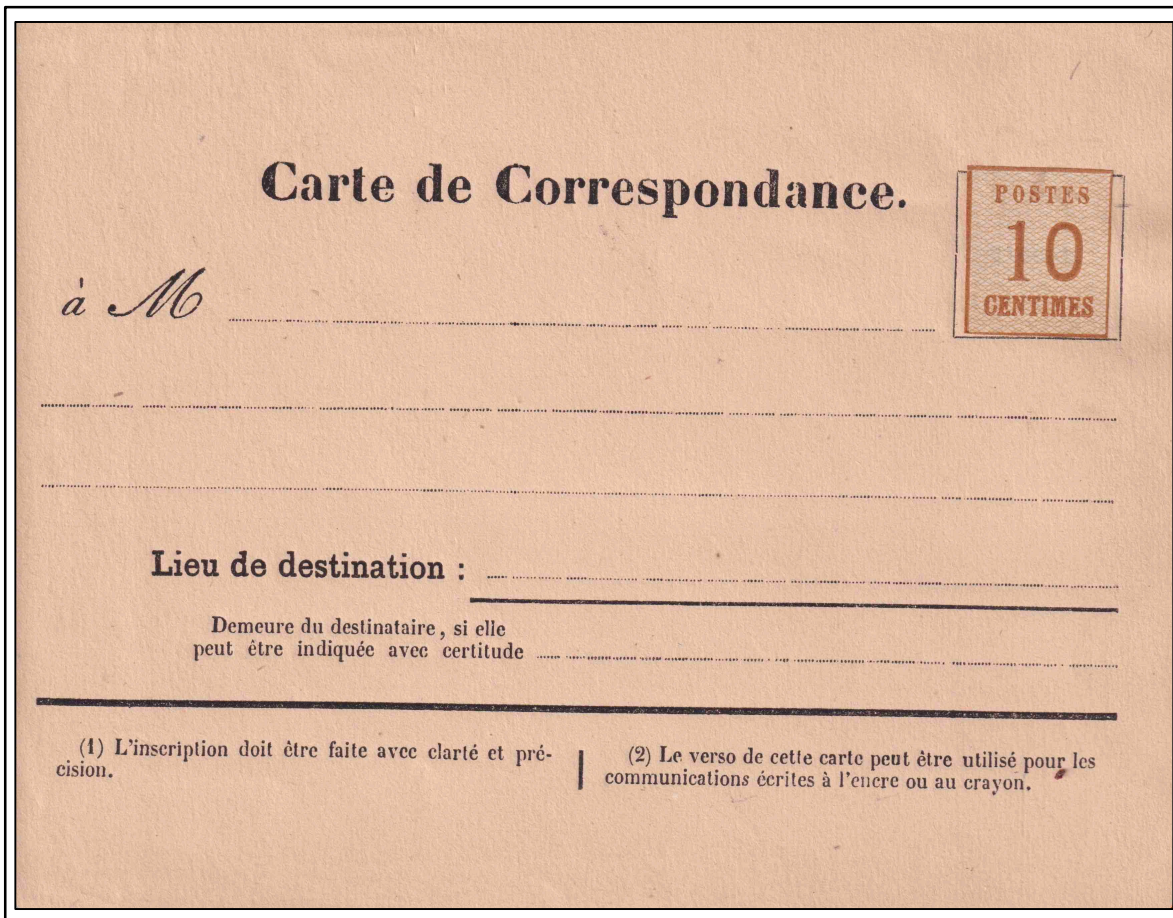 Carte de Correspondance.
POSTES
10
CENTIMES
à M
Lieu de destination :
Demeure du destinataire, si elle
peut être indiquée avec certitude
(1) L'inscription doit être faite avec clarté et pré-
cision.
(2) Le verso de cette carte peut être utilisé pour les
communications écrites à l'encre ou au crayon.